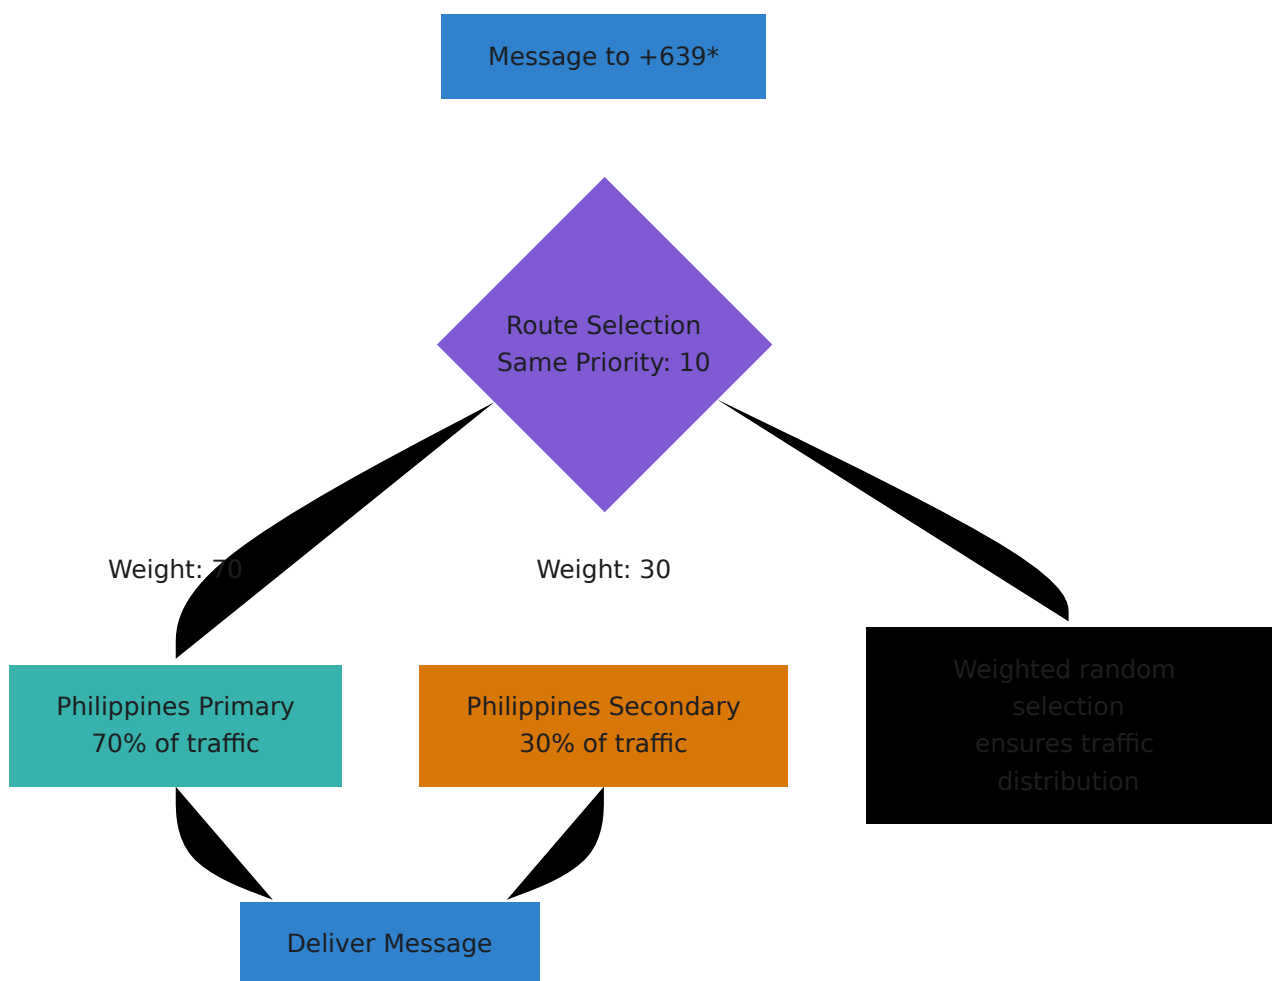 Message to +639*
Route Selection
Same Priority: 10
Weight: 70
Weight: 30
Philippines Primary
70% of traffic
Philippines Secondary
30% of traffic
Weighted random
selection
ensures traffic
distribution
Deliver Message